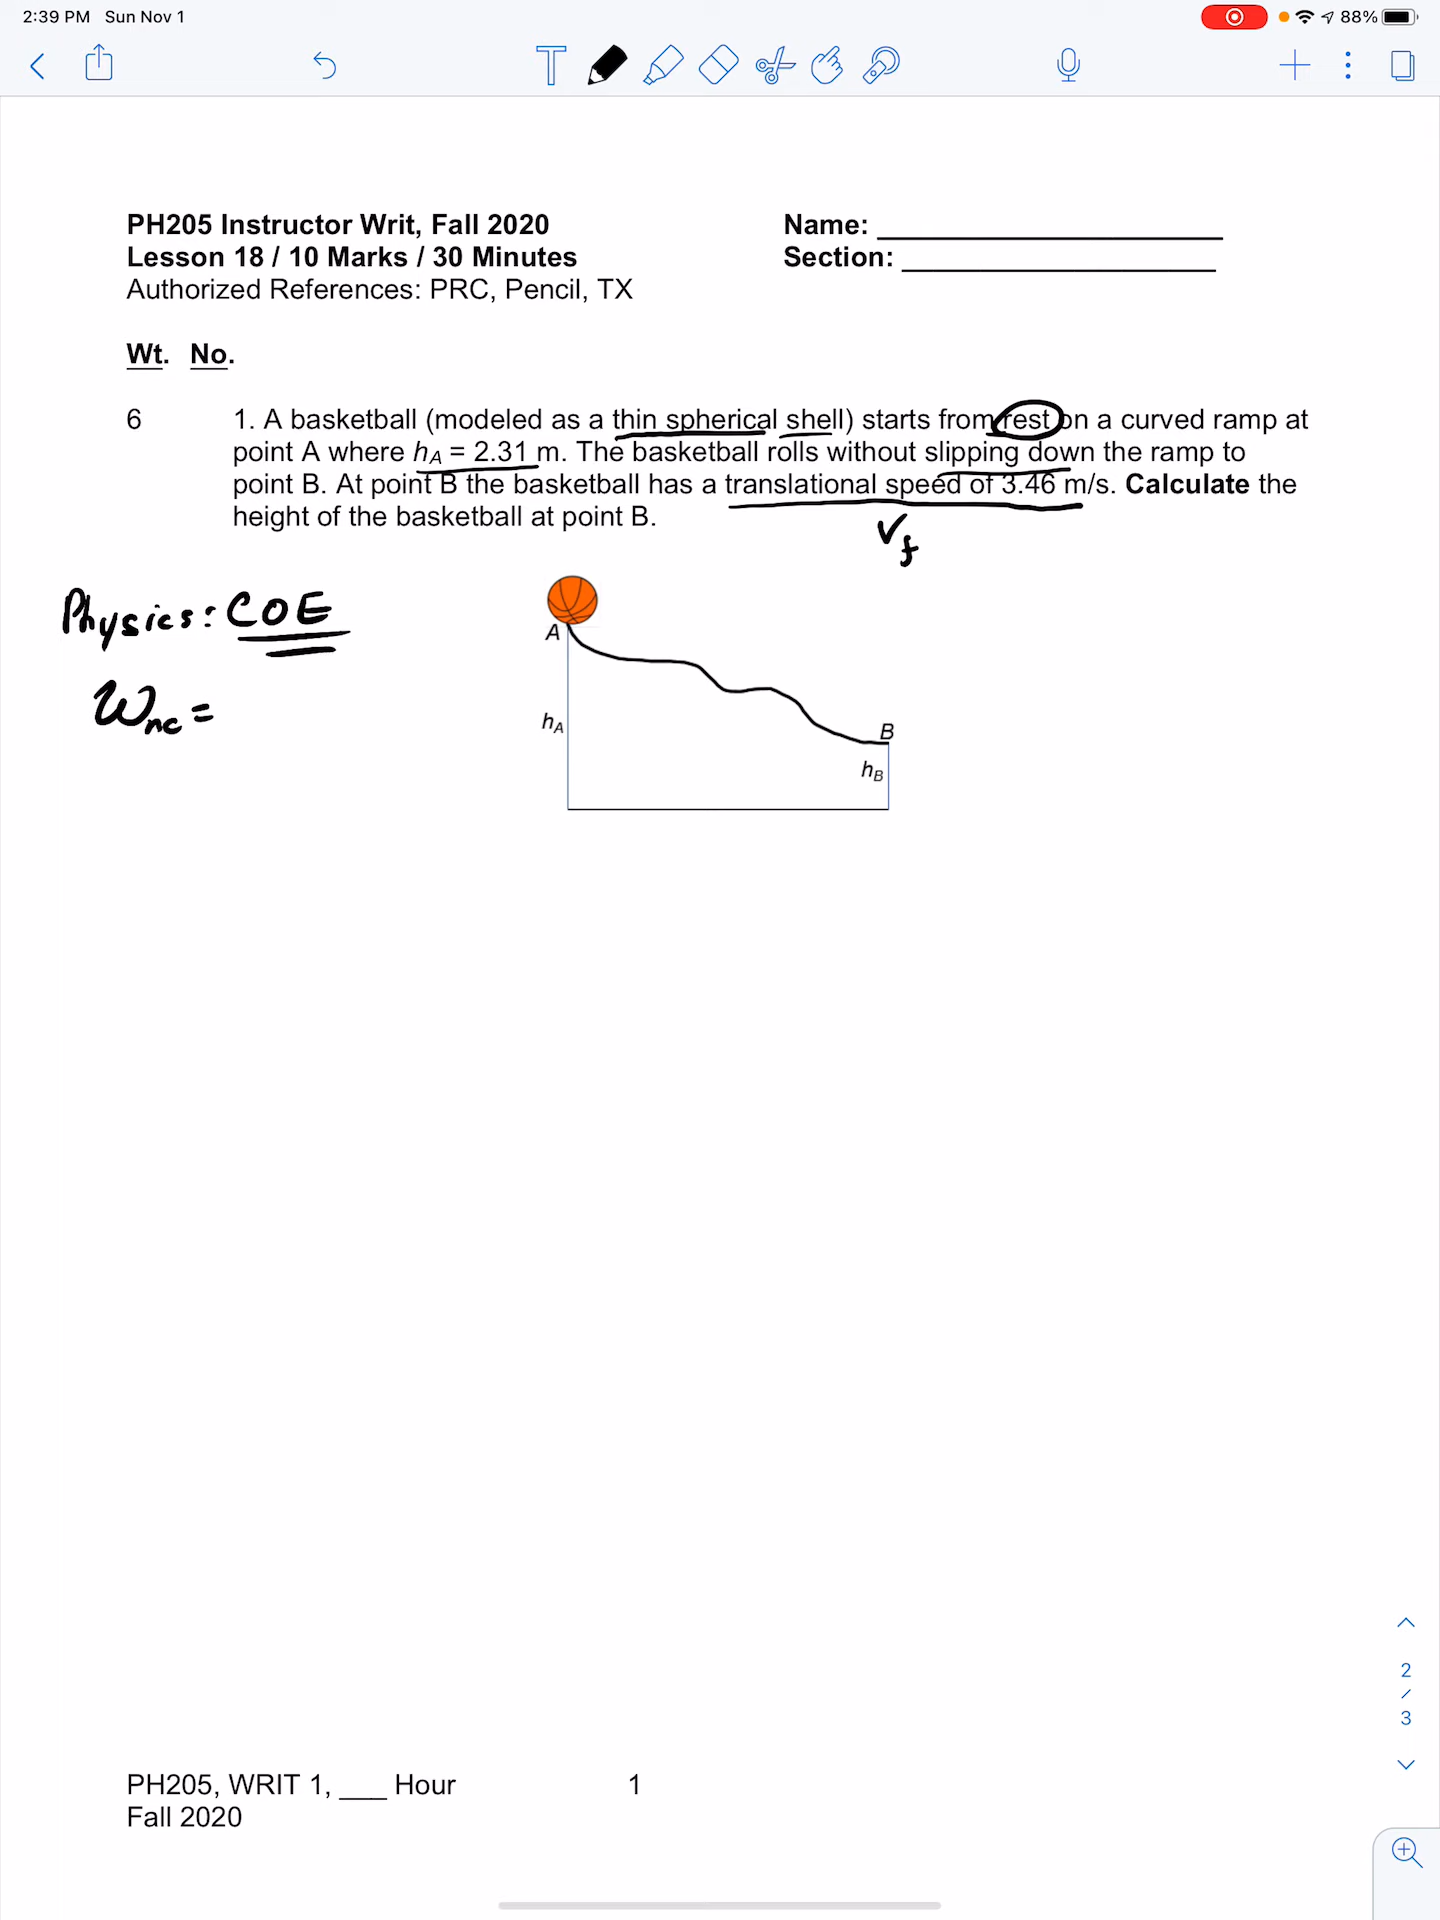 2:39 PM Sun Nov 1
88%
T
PH205 Instructor Writ, Fall 2020
Name: ______________________
Lesson 18 / 10 Marks / 30 Minutes
Section: ____________________
Authorized References: PRC, Pencil, TX
Wt. No.
6 1. A basketball (modeled as a thin spherical shell) starts from rest on a curved ramp at
point A where hA = 2.31 m. The basketball rolls without slipping down the ramp to
point B. At point B the basketball has a translational speed of 3.46 m/s. Calculate the
height of the basketball at point B.
vf
Physics: COE
Wnc =
A
hA
B
hB
2
/
3
PH205, WRIT 1, ___ Hour
1
Fall 2020